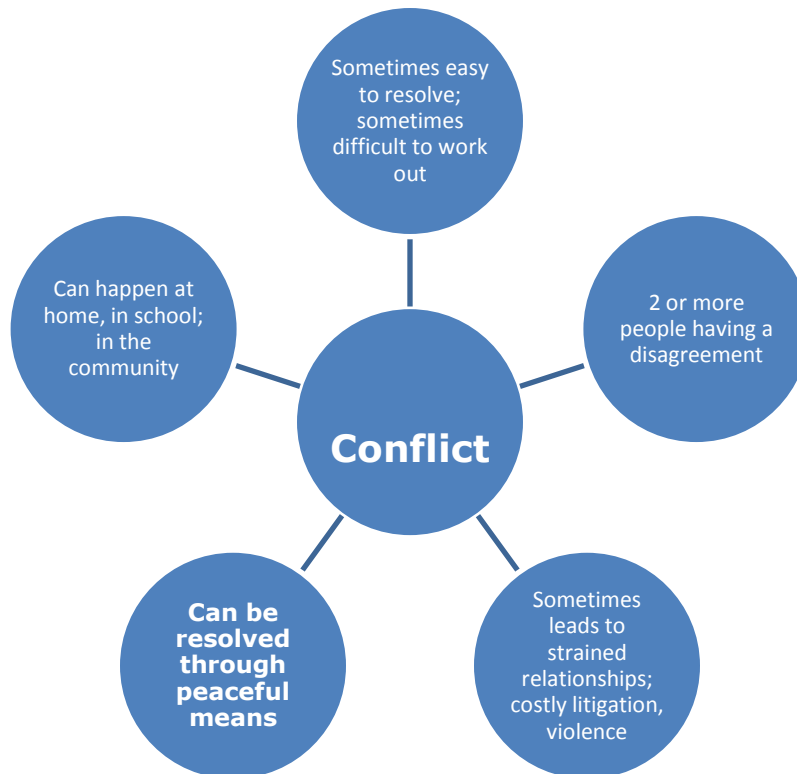 Sometimes easy
to resolve;
sometimes
difficult to work
out
Can happen at
home, in school;
in the
community
2 or more
people having a
disagreement
Conflict
Can be
resolved
through
peaceful
means
Sometimes
leads to
strained
relationships;
costly litigation,
violence